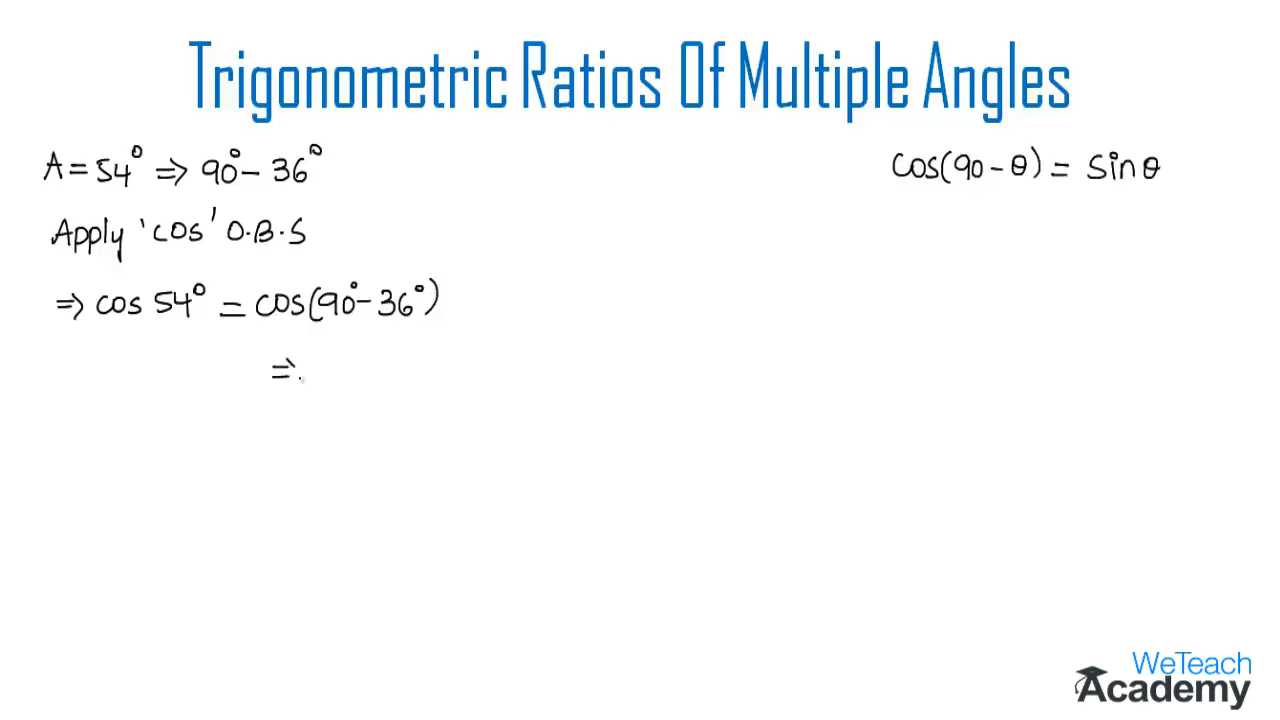 Trigonometric Ratios Of Multiple Angles
A = 54° ⇒ 90° - 36°
cos(90 - θ) = sin θ
Apply 'cos' O.B.S
⇒ cos 54° = cos(90° - 36°)
⇒
WeTeach
Academy